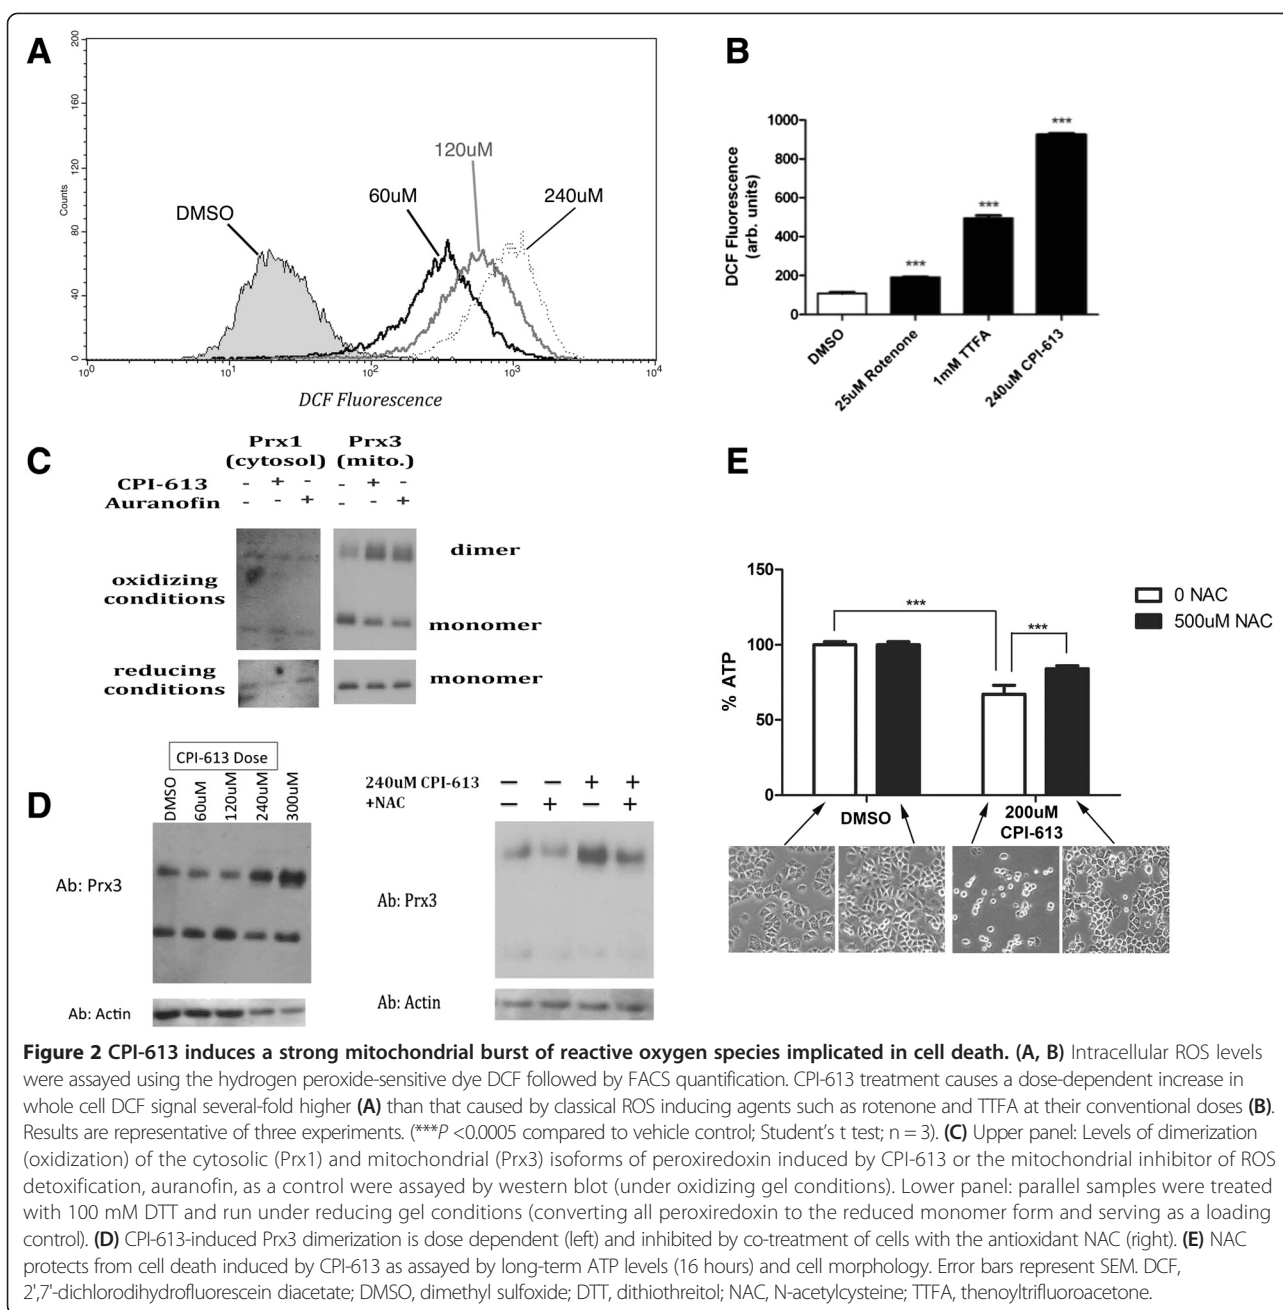 A
200
160
120
80
40
0
Counts
DMSO
60uM
120uM
240uM
10⁰ 10¹ 10² 10³ 10⁴
DCF Fluorescence
B
DCF Fluorescence
(arb. units)
1000
800
600
400
200
0
***
***
***
DMSO
25uM Rotenone
1mM TTFA
240uM CPI-613
C
Prx1 Prx3
(cytosol) (mito.)
CPI-613 - + - - + -
Auranofin - - + - - +
oxidizing
conditions
dimer
monomer
reducing
conditions
monomer
D
CPI-613 Dose
DMSO
60uM
120uM
240uM
300uM
Ab: Prx3
Ab: Actin
240uM CPI-613 − − + +
+NAC − + − +
Ab: Prx3
Ab: Actin
E
% ATP
150
100
50
0
***
***
0 NAC
500uM NAC
DMSO
200uM
CPI-613
Figure 2 CPI-613 induces a strong mitochondrial burst of reactive oxygen species implicated in cell death. (A, B) Intracellular ROS levels
were assayed using the hydrogen peroxide-sensitive dye DCF followed by FACS quantification. CPI-613 treatment causes a dose-dependent increase in
whole cell DCF signal several-fold higher (A) than that caused by classical ROS inducing agents such as rotenone and TTFA at their conventional doses (B).
Results are representative of three experiments. (***P <0.0005 compared to vehicle control; Student's t test; n = 3). (C) Upper panel: Levels of dimerization
(oxidization) of the cytosolic (Prx1) and mitochondrial (Prx3) isoforms of peroxiredoxin induced by CPI-613 or the mitochondrial inhibitor of ROS
detoxification, auranofin, as a control were assayed by western blot (under oxidizing gel conditions). Lower panel: parallel samples were treated
with 100 mM DTT and run under reducing gel conditions (converting all peroxiredoxin to the reduced monomer form and serving as a loading
control). (D) CPI-613-induced Prx3 dimerization is dose dependent (left) and inhibited by co-treatment of cells with the antioxidant NAC (right). (E) NAC
protects from cell death induced by CPI-613 as assayed by long-term ATP levels (16 hours) and cell morphology. Error bars represent SEM. DCF,
2',7'-dichlorodihydrofluorescein diacetate; DMSO, dimethyl sulfoxide; DTT, dithiothreitol; NAC, N-acetylcysteine; TTFA, thenoyltrifluoroacetone.